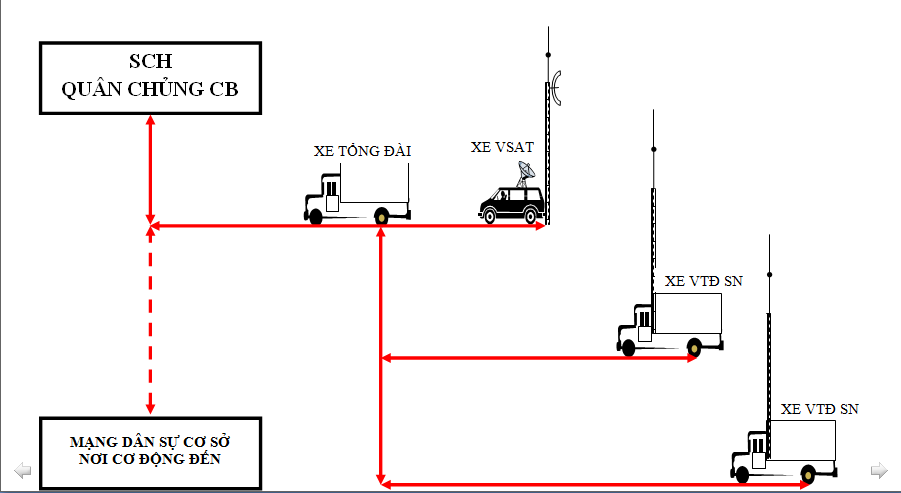 SCH
QUÂN CHỦNG CB
XE TỔNG ĐÀI
XE VSAT
XE VTĐ SN
XE VTĐ SN
MẠNG DÂN SỰ CƠ SỞ
NƠI CƠ ĐỘNG ĐẾN